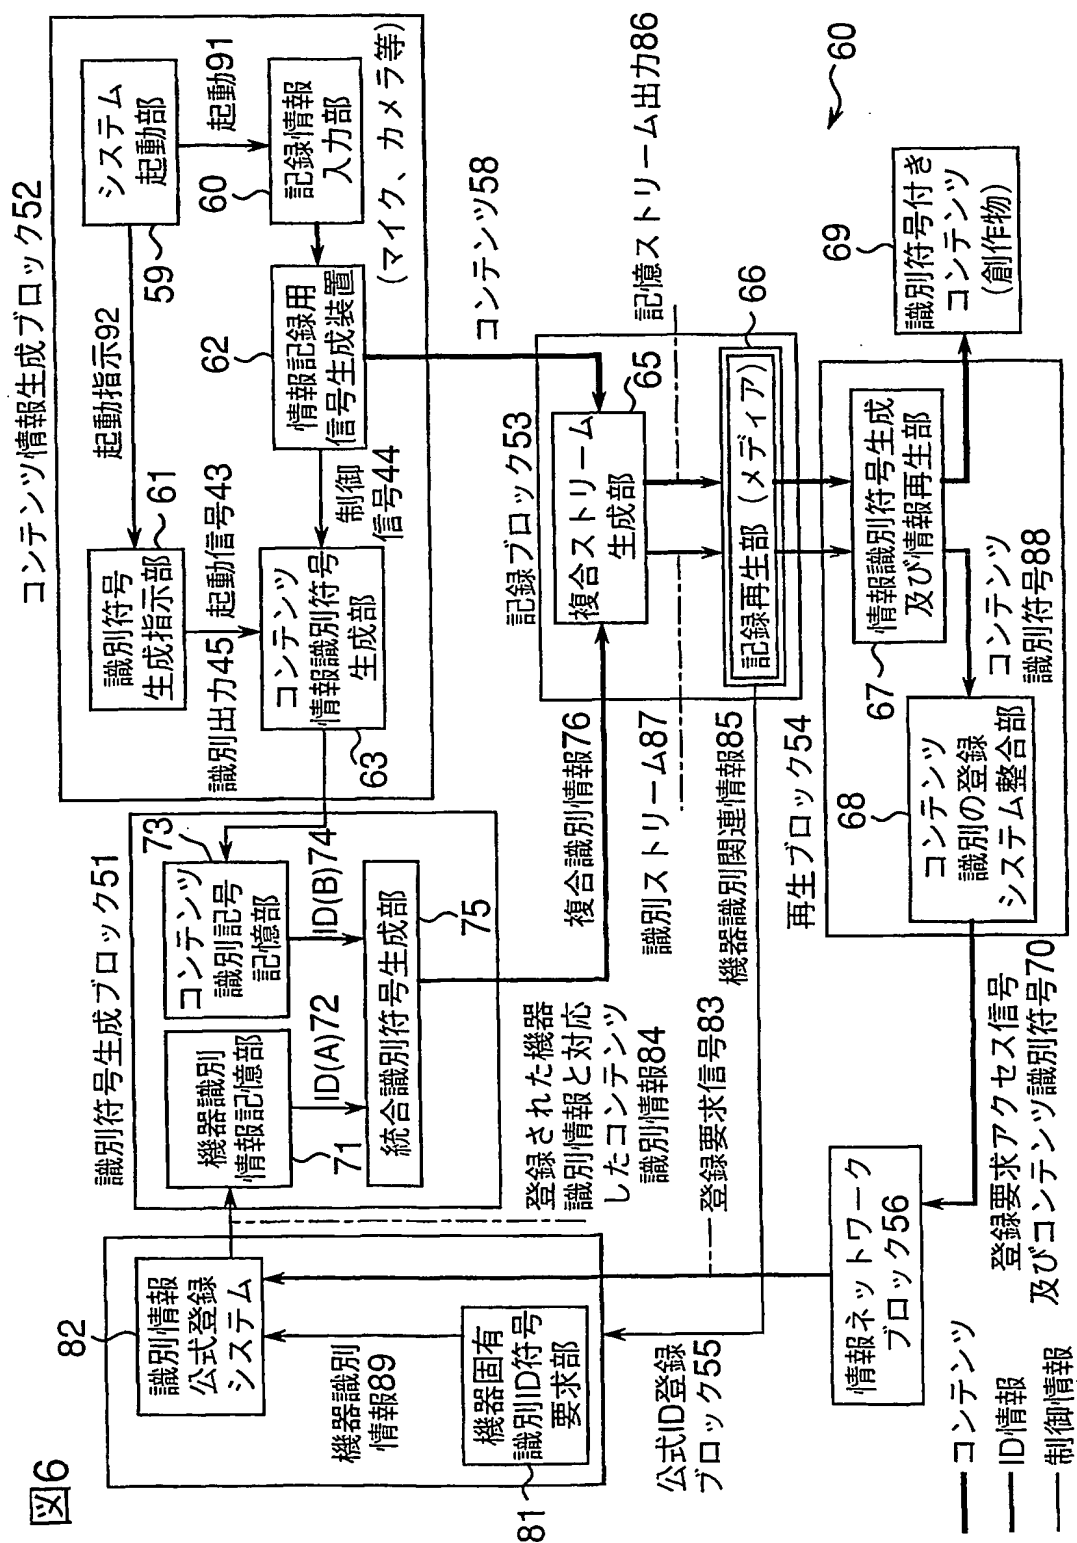 図6
コンテンツ情報生成ブロック52
システム
起動部
59
起動91
起動指示92
記録情報
入力部
60
(マイク、カメラ等)
情報記録用
信号生成装置
62
識別符号
生成指示部
61
起動信号43
識別出力45
制御
信号44
コンテンツ
情報識別符号
生成部
63
コンテンツ58
識別符号生成ブロック51
コンテンツ
識別記号
記憶部
73
ID(B)74
機器識別
情報記憶部
71
ID(A)72
統合識別符号生成部
75
複合識別情報76
記録ブロック53
複合ストリーム
生成部
65
記憶ストリーム出力86
識別ストリーム87
記録再生部(メディア)
66
機器識別関連情報85
再生ブロック54
情報識別符号生成
及び情報再生部
67
コンテンツ
識別符号88
コンテンツ
識別の登録
システム整合部
68
識別符号付き
コンテンツ
(創作物)
69
60
識別情報
公式登録
システム
82
機器識別
情報89
機器固有
識別ID符号
要求部
81
公式ID登録
ブロック55
登録された機器
識別情報と対応
したコンテンツ
識別情報84
登録要求信号83
情報ネットワーク
ブロック56
登録要求アクセス信号
及びコンテンツ識別符号70
コンテンツ
ID情報
制御情報